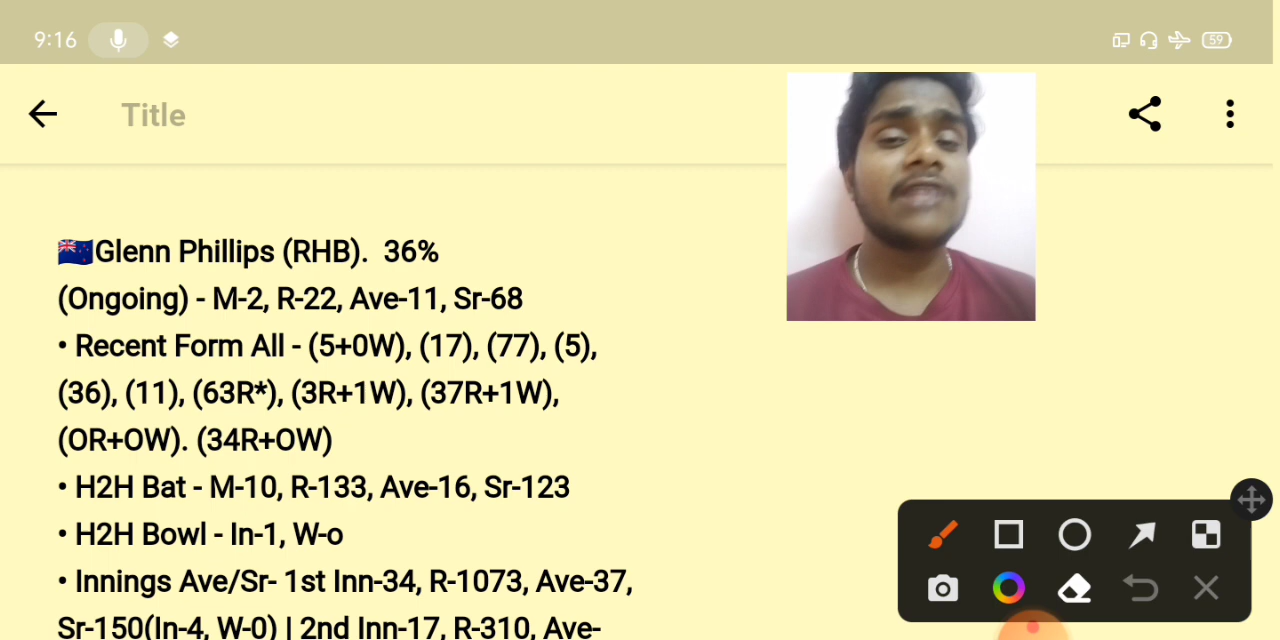 9:16
59
Title
🇳🇿Glenn Phillips (RHB).  36%
(Ongoing) - M-2, R-22, Ave-11, Sr-68
• Recent Form All - (5+0W), (17), (77), (5),
(36), (11), (63R*), (3R+1W), (37R+1W),
(OR+OW). (34R+OW)
• H2H Bat - M-10, R-133, Ave-16, Sr-123
• H2H Bowl - In-1, W-o
• Innings Ave/Sr- 1st Inn-34, R-1073, Ave-37,
Sr-150(In-4, W-0) | 2nd Inn-17, R-310, Ave-